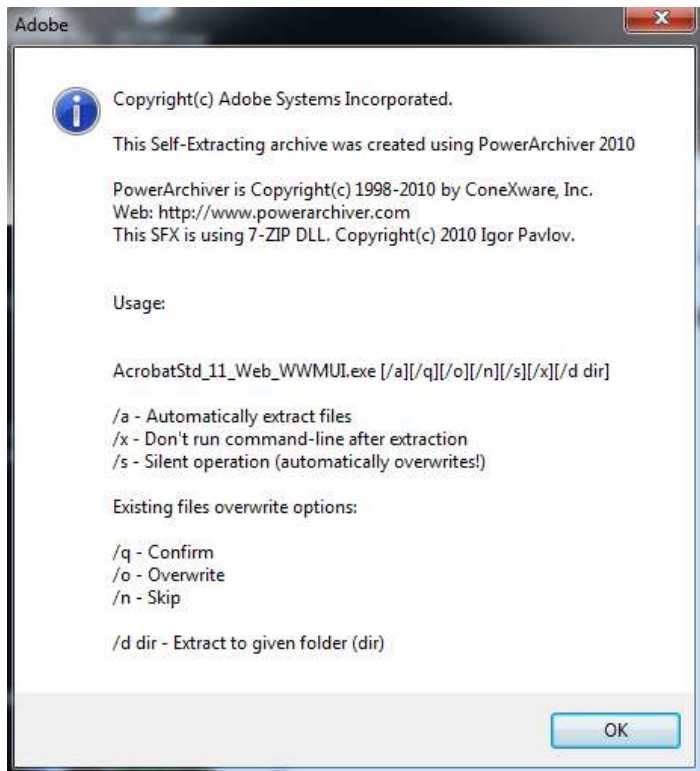 Adobe
Copyright(c) Adobe Systems Incorporated.
This Self-Extracting archive was created using PowerArchiver 2010
PowerArchiver is Copyright(c) 1998-2010 by ConeXware, Inc.
Web: http://www.powerarchiver.com
This SFX is using 7-ZIP DLL. Copyright(c) 2010 Igor Pavlov.
Usage:
AcrobatStd_11_Web_WWMUI.exe [/a][/q][/o][/n][/s][/x][/d dir]
/a - Automatically extract files
/x - Don't run command-line after extraction
/s - Silent operation (automatically overwrites!)
Existing files overwrite options:
/q - Confirm
/o - Overwrite
/n - Skip
/d dir - Extract to given folder (dir)
OK